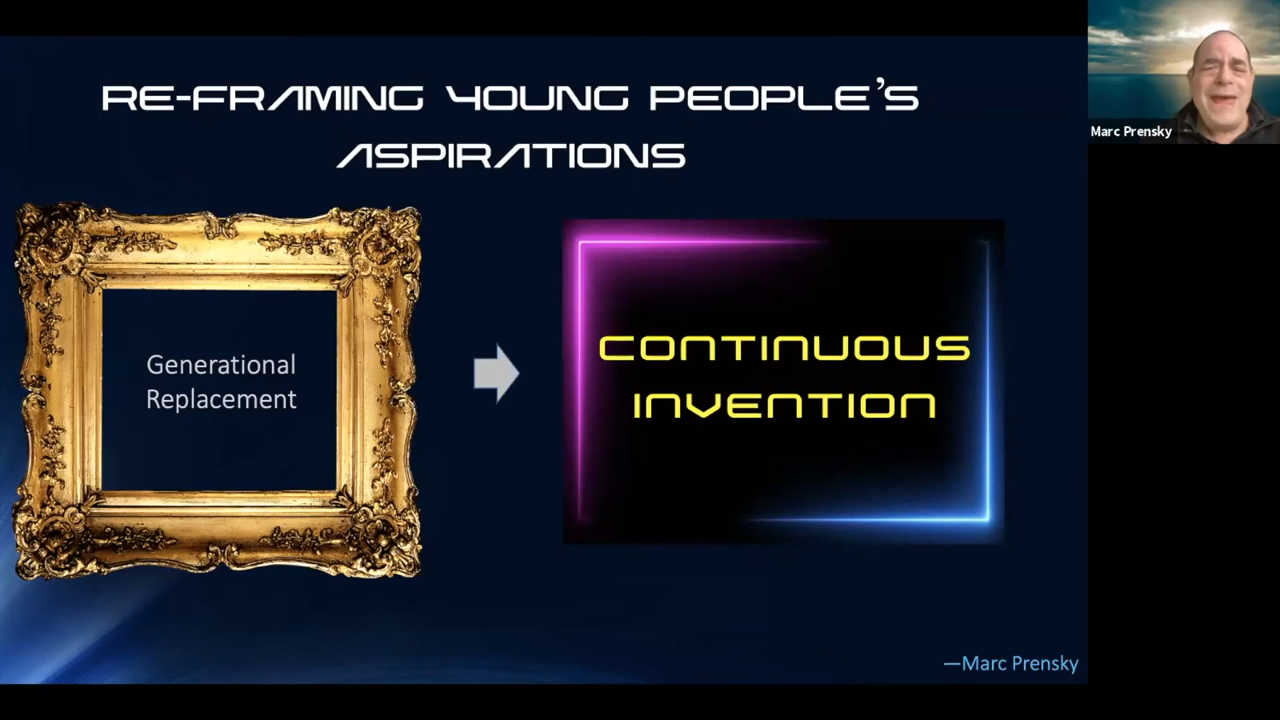 RE-FRAMING YOUNG PEOPLE'S
ASPIRATIONS
Generational
Replacement
CONTINUOUS
INVENTION
—Marc Prensky
Marc Prensky